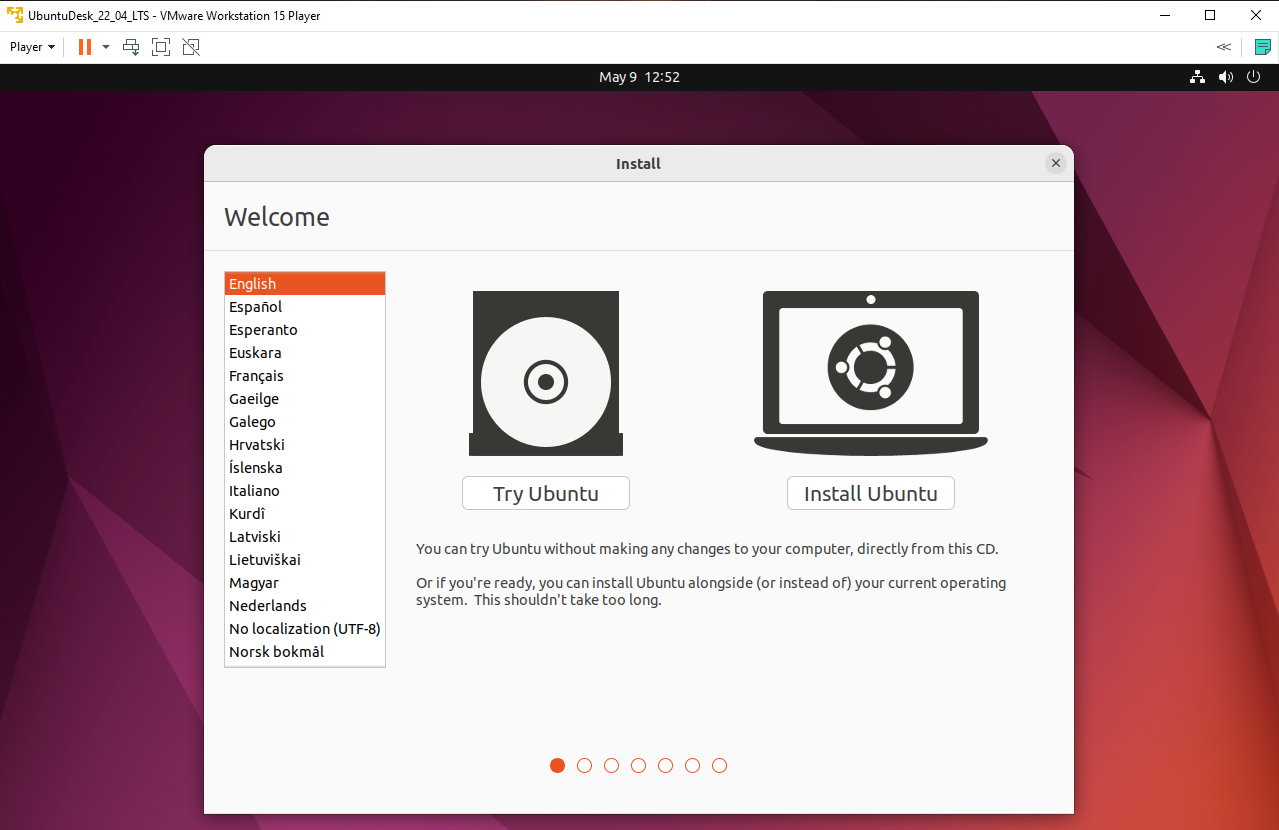 UbuntuDesk_22_04_LTS - VMware Workstation 15 Player
Player
May 9 12:52
Install
Welcome
English
Español
Esperanto
Euskara
Français
Gaeilge
Galego
Hrvatski
Íslenska
Italiano
Kurdî
Latviski
Lietuviškai
Magyar
Nederlands
No localization (UTF-8)
Norsk bokmål
Try Ubuntu
Install Ubuntu
You can try Ubuntu without making any changes to your computer, directly from this CD.
Or if you're ready, you can install Ubuntu alongside (or instead of) your current operating
system. This shouldn't take too long.